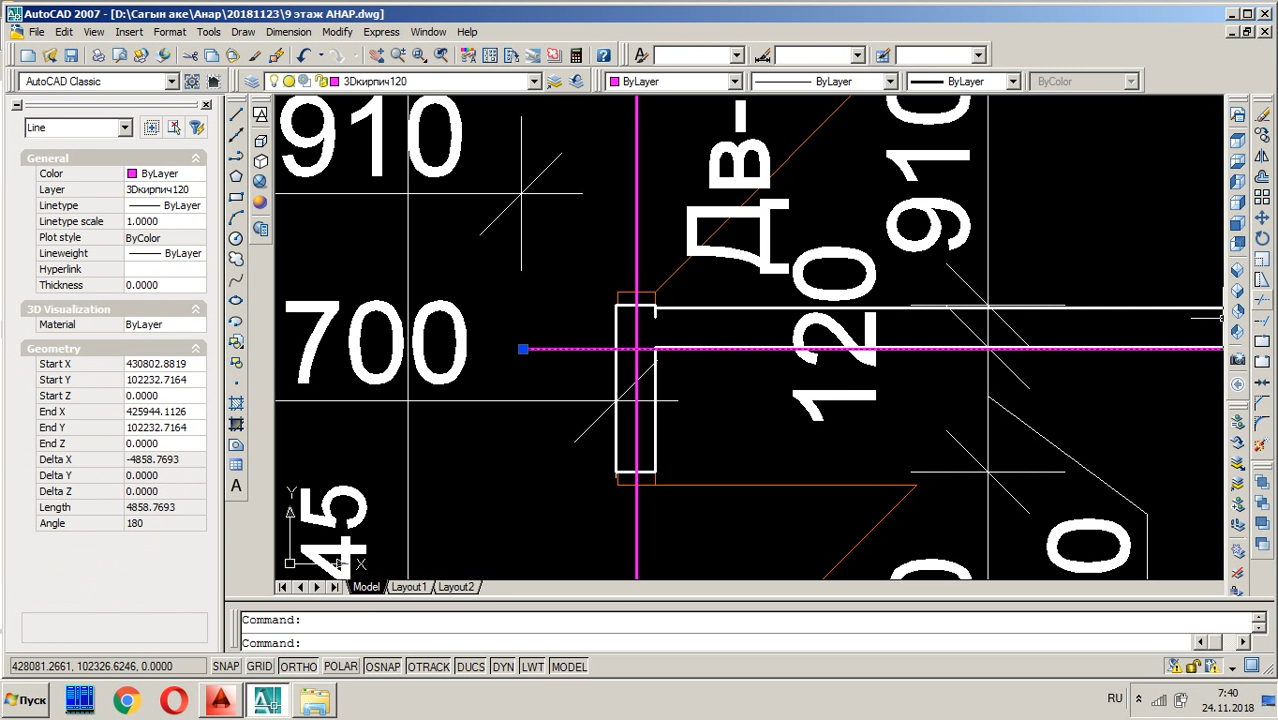 AutoCAD 2007 - [D:\Сагын аке\Анар\20181123\9 этаж АНАР.dwg]
File Edit View Insert Format Tools Draw Dimension Modify Express Window Help
AutoCAD Classic 3Dкирпич120 ByLayer ByLayer ByLayer ByColor
Line
General
Color ByLayer
Layer 3Dкирпич120
Linetype ByLayer
Linetype scale 1.0000
Plot style ByColor
Lineweight ByLayer
Hyperlink
Thickness 0.0000
3D Visualization
Material ByLayer
Geometry
Start X 430802.8819
Start Y 102232.7164
Start Z 0.0000
End X 425944.1126
End Y 102232.7164
End Z 0.0000
Delta X -4858.7693
Delta Y 0.0000
Delta Z 0.0000
Length 4858.7693
Angle 180
910
700
45
Дв-
120
910
0
Y
X
Model Layout1 Layout2
Command:
Command:
428081.2661, 102326.6246, 0.0000 SNAP GRID ORTHO POLAR OSNAP OTRACK DUCS DYN LWT MODEL
Пуск RU 7:40
24.11.2018